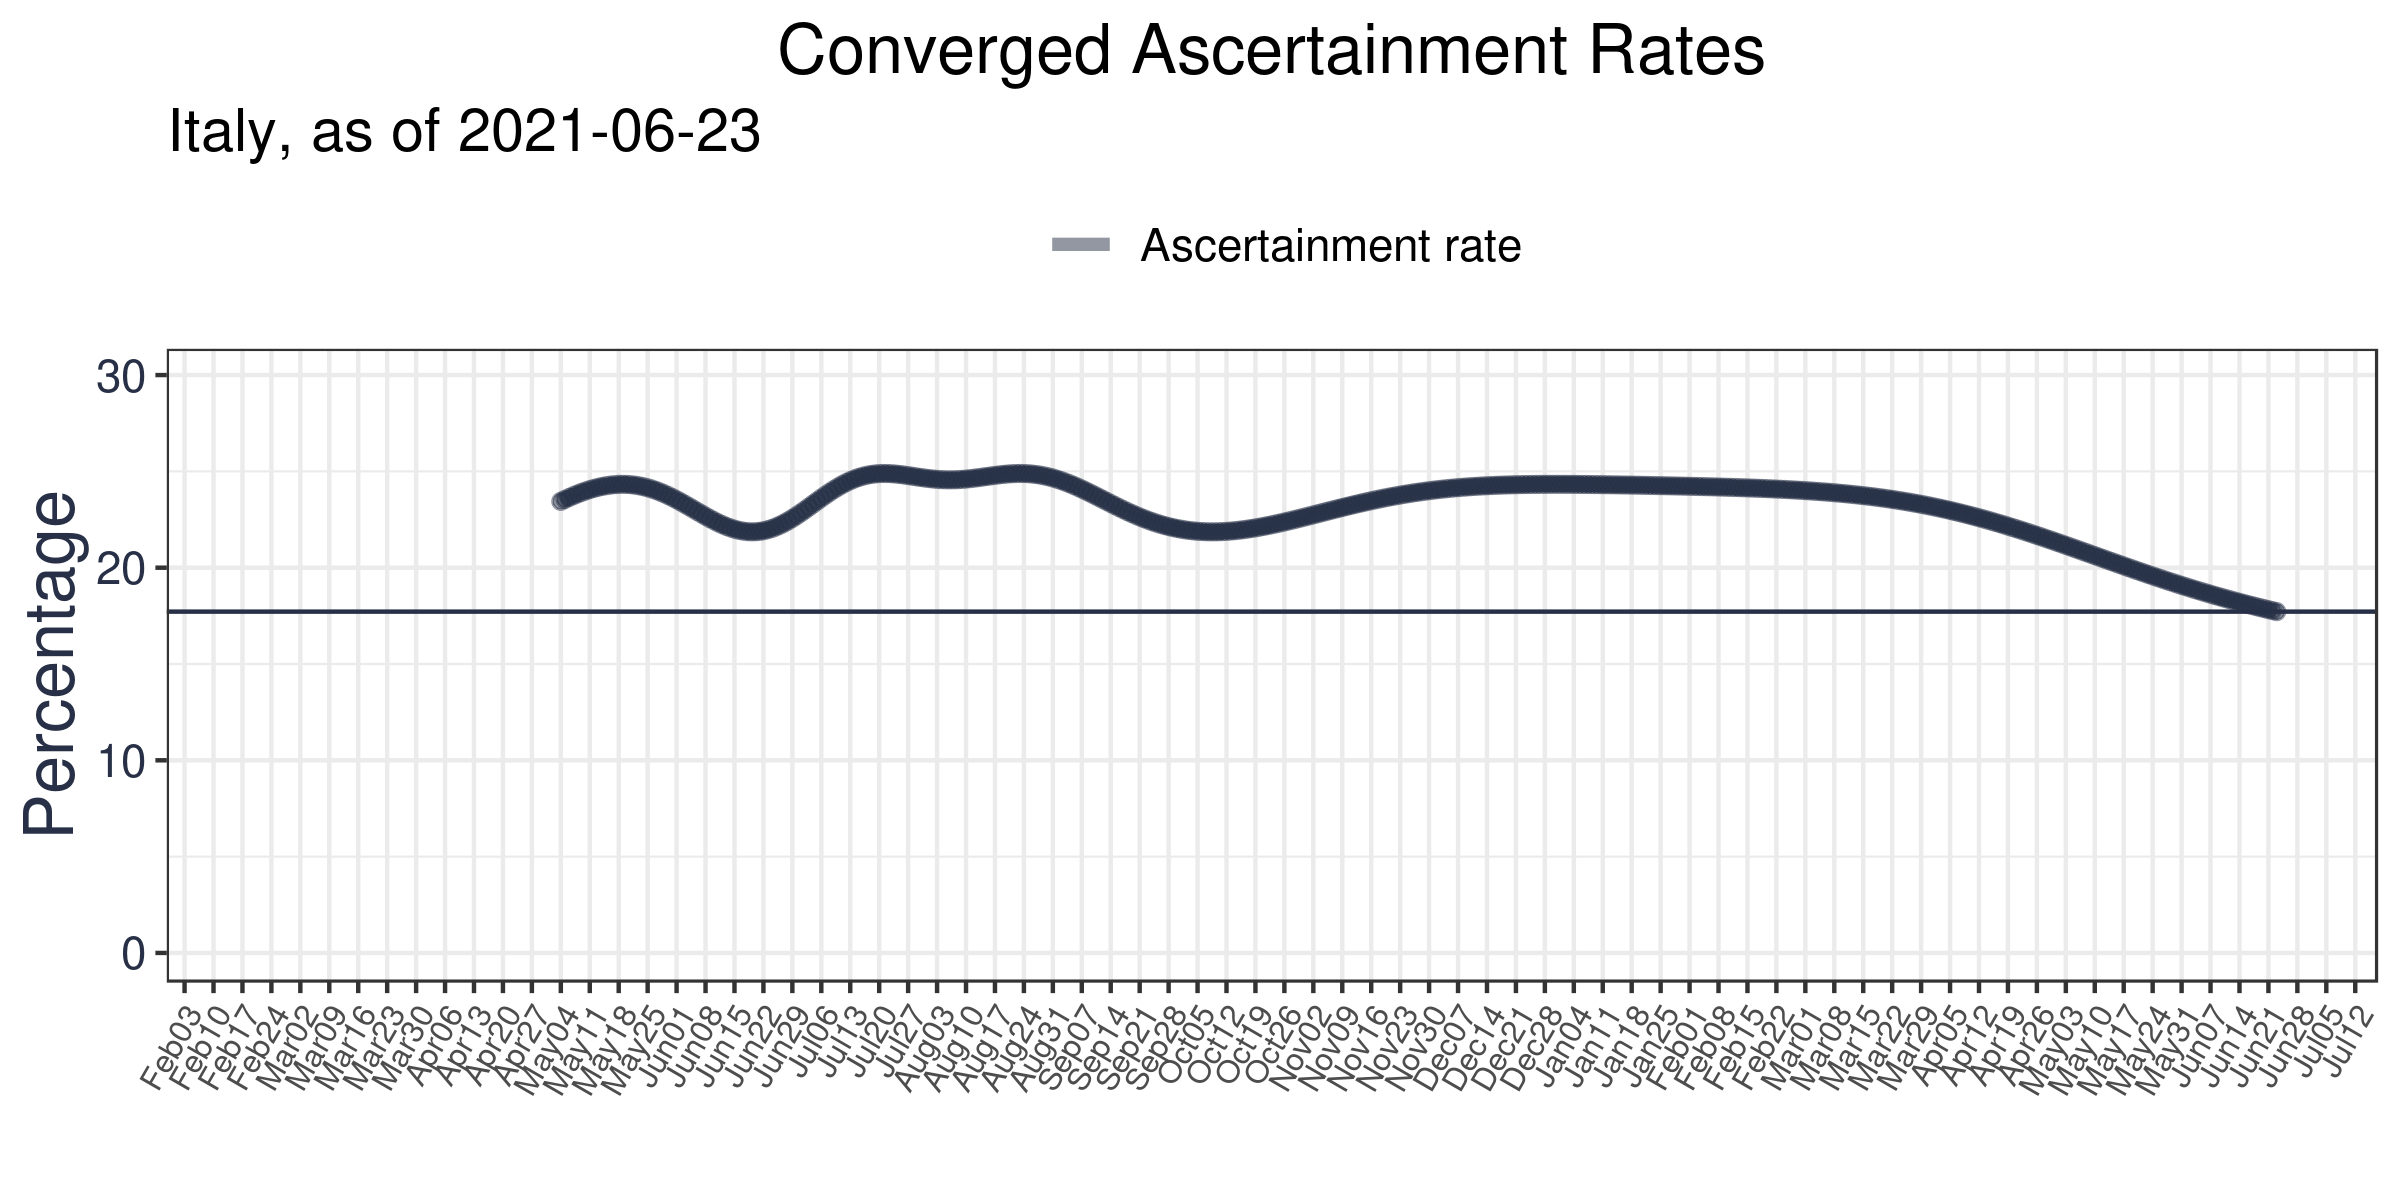 Converged Ascertainment Rates
Italy, as of 2021-06-23
Ascertainment rate
Percentage
30
20
10
0
Feb03 Feb10 Feb17 Feb24 Mar02 Mar09 Mar16 Mar23 Mar30 Apr06 Apr13 Apr20 Apr27 May04 May11 May18 May25 Jun01 Jun08 Jun15 Jun22 Jun29 Jul06 Jul13 Jul20 Jul27 Aug03 Aug10 Aug17 Aug24 Aug31 Sep07 Sep14 Sep21 Sep28 Oct05 Oct12 Oct19 Oct26 Nov02 Nov09 Nov16 Nov23 Nov30 Dec07 Dec14 Dec21 Dec28 Jan04 Jan11 Jan18 Jan25 Feb01 Feb08 Feb15 Feb22 Mar01 Mar08 Mar15 Mar22 Mar29 Apr05 Apr12 Apr19 Apr26 May03 May10 May17 May24 May31 Jun07 Jun14 Jun21 Jun28 Jul05 Jul12